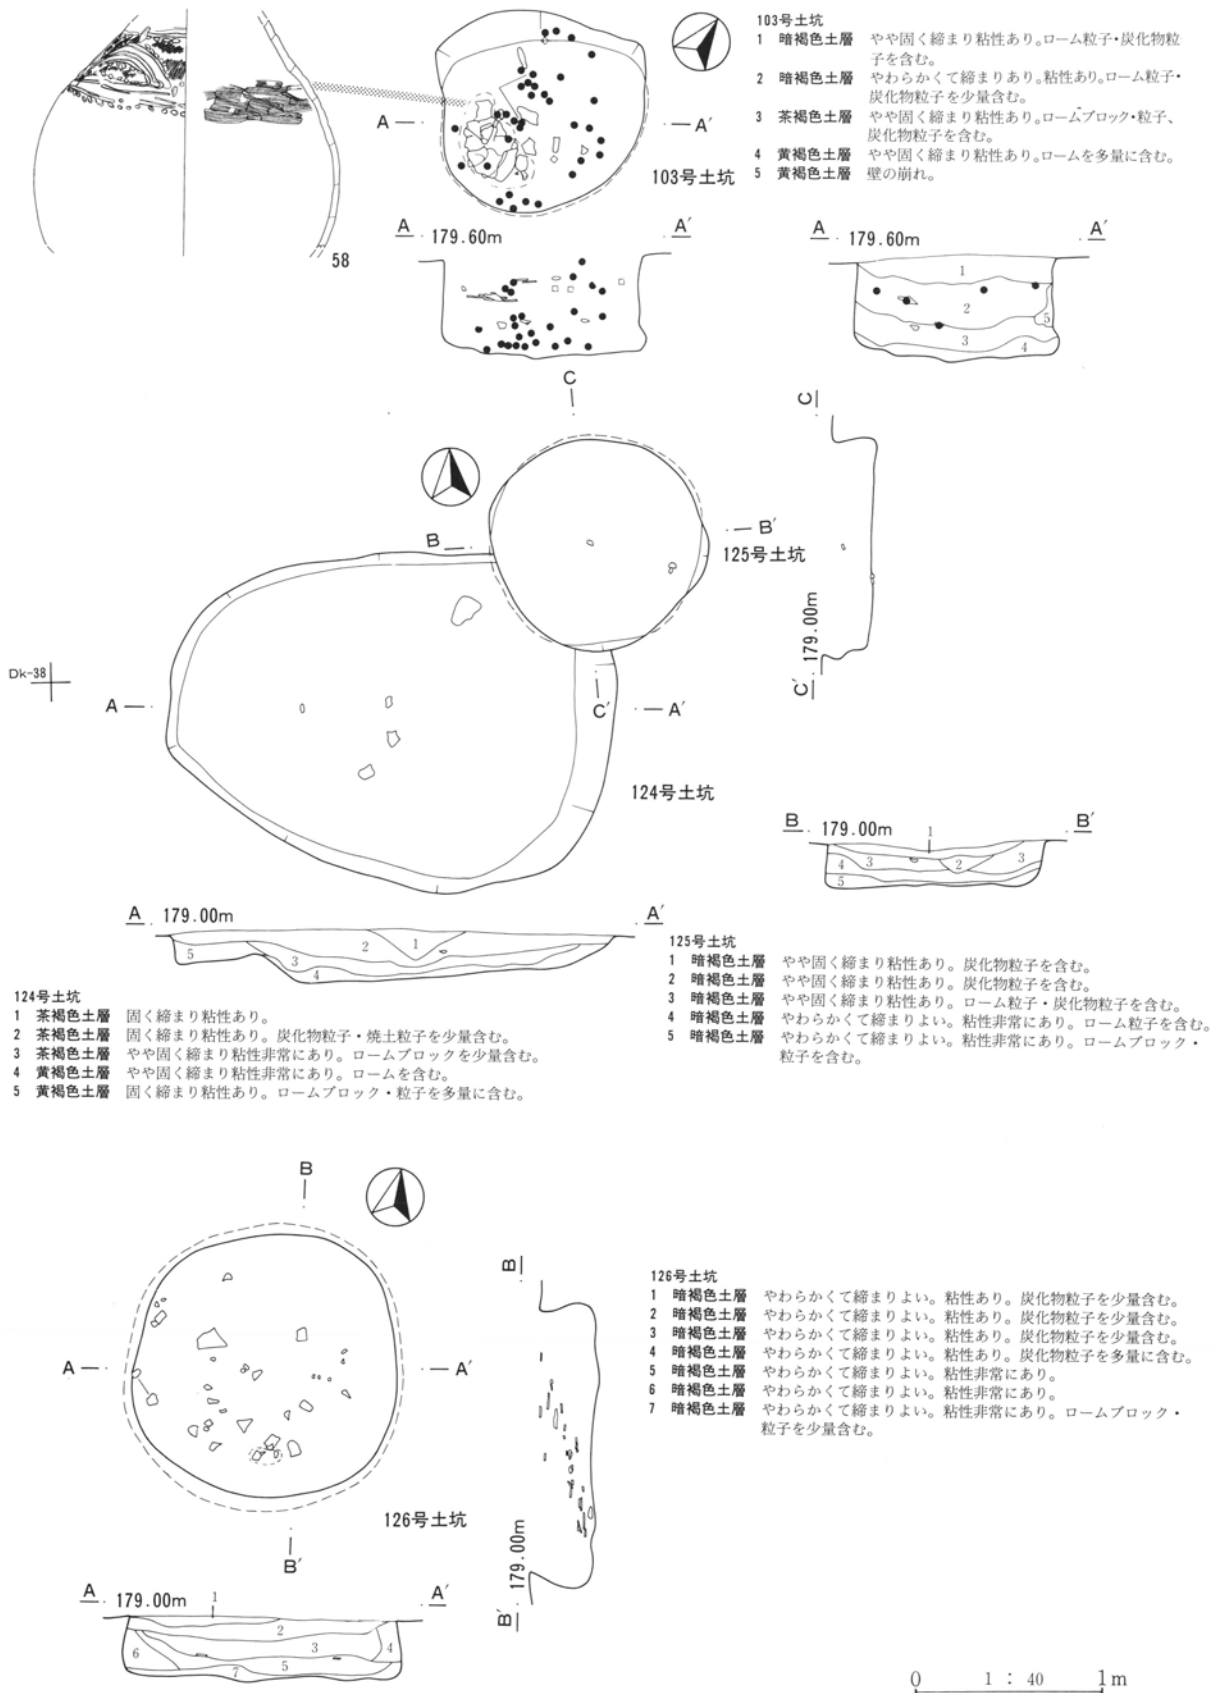 103号土坑
1 暗褐色土層 やや固く締まり粘性あり。ローム粒子・炭化物粒
子を含む。
2 暗褐色土層 やわらかくて締まりあり。粘性あり。ローム粒子・
炭化物粒子を少量含む。
3 茶褐色土層 やや固く締まり粘性あり。ロームブロック・粒子、
炭化物粒子を含む。
4 黄褐色土層 やや固く締まり粘性あり。ロームを多量に含む。
5 黄褐色土層 壁の崩れ。
A A′
103号土坑
58
A 179.60m A′
A 179.60m A′
1
2
5
3 4
C
C
B B′
125号土坑
179.00m
C′
Dk-38
A C′ A′
124号土坑
B 179.00m 1 B′
4 3 2 3
5
A 179.00m A′
5 3 2 1
4
125号土坑
1 暗褐色土層 やや固く締まり粘性あり。炭化物粒子を含む。
2 暗褐色土層 やや固く締まり粘性あり。炭化物粒子を含む。
3 暗褐色土層 やや固く締まり粘性あり。ローム粒子・炭化物粒子を含む。
4 暗褐色土層 やわらかくて締まりよい。粘性非常にあり。ローム粒子を含む。
5 暗褐色土層 やわらかくて締まりよい。粘性非常にあり。ロームブロック・
粒子を含む。
124号土坑
1 茶褐色土層 固く締まり粘性あり。
2 茶褐色土層 固く締まり粘性あり。炭化物粒子・焼土粒子を少量含む。
3 茶褐色土層 やや固く締まり粘性非常にあり。ロームブロックを少量含む。
4 黄褐色土層 やや固く締まり粘性非常にあり。ロームを含む。
5 黄褐色土層 固く締まり粘性あり。ロームブロック・粒子を多量に含む。
B
B
A A′
126号土坑
B′
179.00m
B′
126号土坑
1 暗褐色土層 やわらかくて締まりよい。粘性あり。炭化物粒子を少量含む。
2 暗褐色土層 やわらかくて締まりよい。粘性あり。炭化物粒子を少量含む。
3 暗褐色土層 やわらかくて締まりよい。粘性あり。炭化物粒子を少量含む。
4 暗褐色土層 やわらかくて締まりよい。粘性あり。炭化物粒子を多量に含む。
5 暗褐色土層 やわらかくて締まりよい。粘性非常にあり。
6 暗褐色土層 やわらかくて締まりよい。粘性非常にあり。
7 暗褐色土層 やわらかくて締まりよい。粘性非常にあり。ロームブロック・
粒子を少量含む。
A 179.00m 1 A′
2
6 3 4
7 5
0 1 : 40 1m